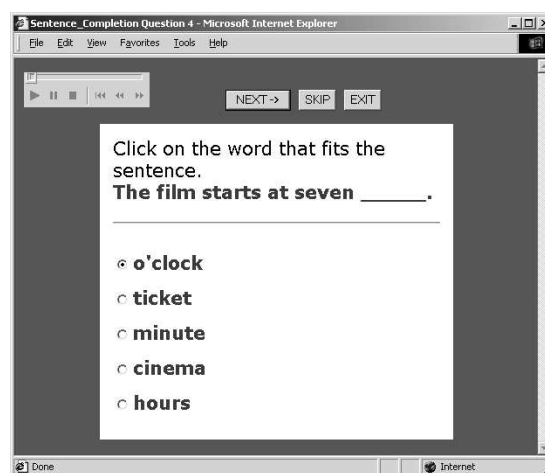 Sentence_Completion Question 4 - Microsoft Internet Explorer
File Edit View Favorites Tools Help
NEXT -> SKIP EXIT
Click on the word that fits the
sentence.
The film starts at seven ______.
o'clock
ticket
minute
cinema
hours
Done Internet